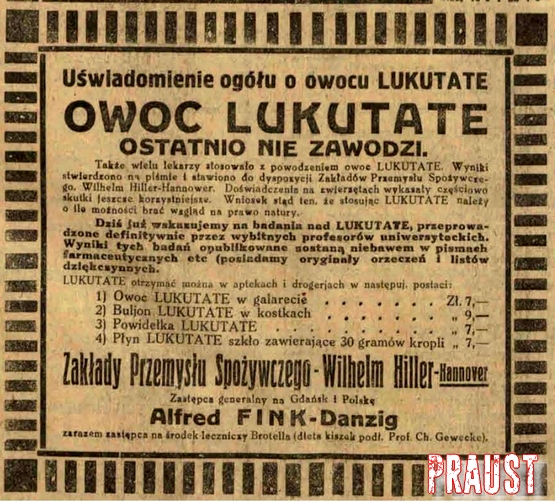 Uświadomienie ogółu o owocu LUKUTATE
OWOC LUKUTATE
OSTATNIO NIE ZAWODZI.
Także wielu lekarzy stosowało z powodzeniem owoc LUKUTATE. Wyniki
stwierdzono na piśmie i stawiono do dyspozycji Zakładów Przemysłu Spożywcze-
go. Wilhelm Hiller-Hannower. Doświadczenia na zwierzętach wykazały częściowo
skutki jeszcze korzystniejsze. Wniosek stąd ten, że stosując LUKUTATE należy
o ile możności brać wzgląd na prawo natury.
Dziś już wskazujemy na badania nad LUKUTATE, przeprowa-
dzone definitywnie przez wybitnych profesorów uniwersyteckich.
Wyniki tych badań opublikowane zostaną niebawem w pismach
farmaceutycznych etc (posiadamy oryginały orzeczeń i listów
dziękczynnych.
LUKUTATE otrzymać można w aptekach i drogerjach w następuj. postaci:
1) Owoc LUKUTATE w galarecie . . . . . . . Zł. 7,—
2) Buljon LUKUTATE w kostkach . . . . . . „ 9,—
3) Powidełka LUKUTATE . . . . . . . . . „ 7,—
4) Płyn LUKUTATE szkło zawierające 30 gramów kropli „ 7,—
Zakłady Przemysłu Spożywczego - Wilhelm Hiller-Hannover
Zastępca generalny na Gdańsk i Polskę
Alfred FINK-Danzig
zarazem zastępca na środek leczniczy Brotella (dieta kiszek podł. Prof. Ch. Gewecke).
PRAUST